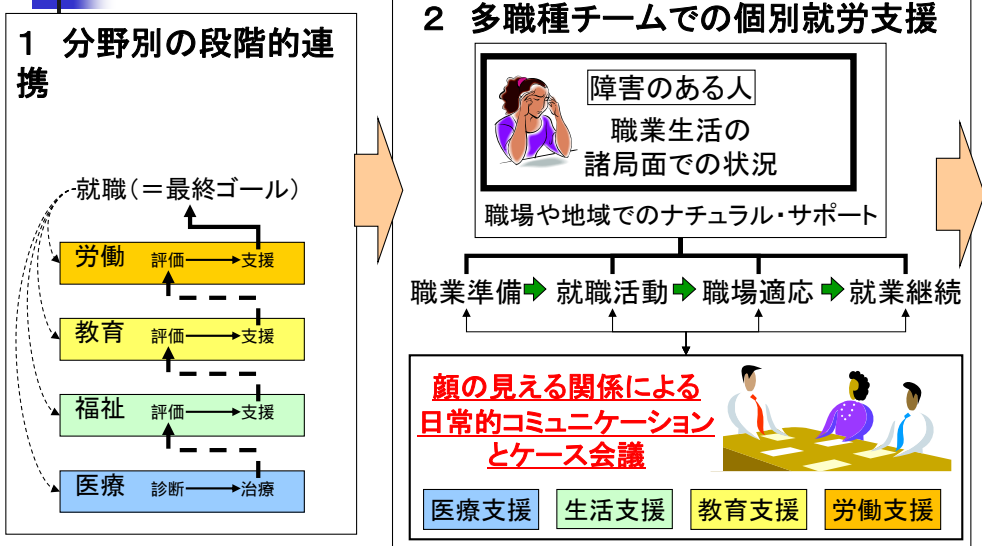 1 分野別の段階的連
携
就職(＝最終ゴール)
労働 評価 支援
教育 評価 支援
福祉 評価 支援
医療 診断 治療
2 多職種チームでの個別就労支援
障害のある人
職業生活の
諸局面での状況
職場や地域でのナチュラル・サポート
職業準備 就職活動 職場適応 就業継続
顔の見える関係による
日常的コミュニケーション
とケース会議
医療支援 生活支援 教育支援 労働支援